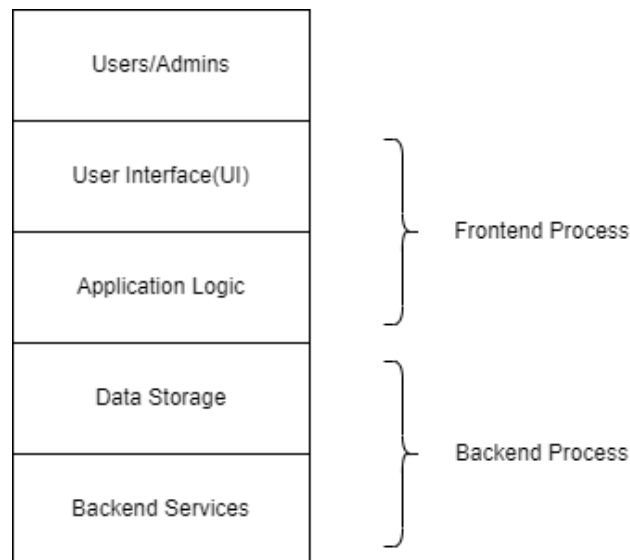 Users/Admins
User Interface(UI)
Frontend Process
Application Logic
Data Storage
Backend Process
Backend Services